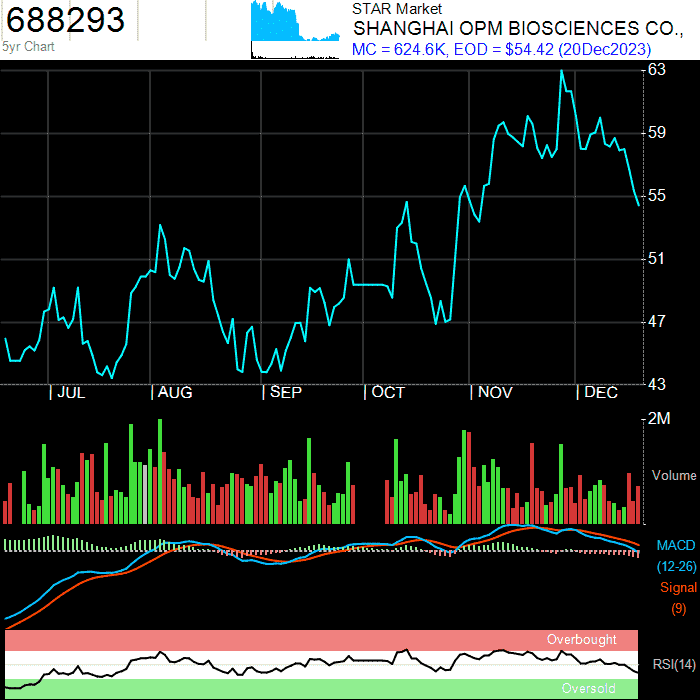 688293
5yr Chart
STAR Market
SHANGHAI OPM BIOSCIENCES CO.,
MC = 624.6K, EOD = $54.42 (20Dec2023)
63
59
55
51
47
43
| JUL | AUG | SEP | OCT | NOV | DEC
2M
Volume
MACD
(12-26)
Signal
(9)
Overbought
RSI(14)
Oversold